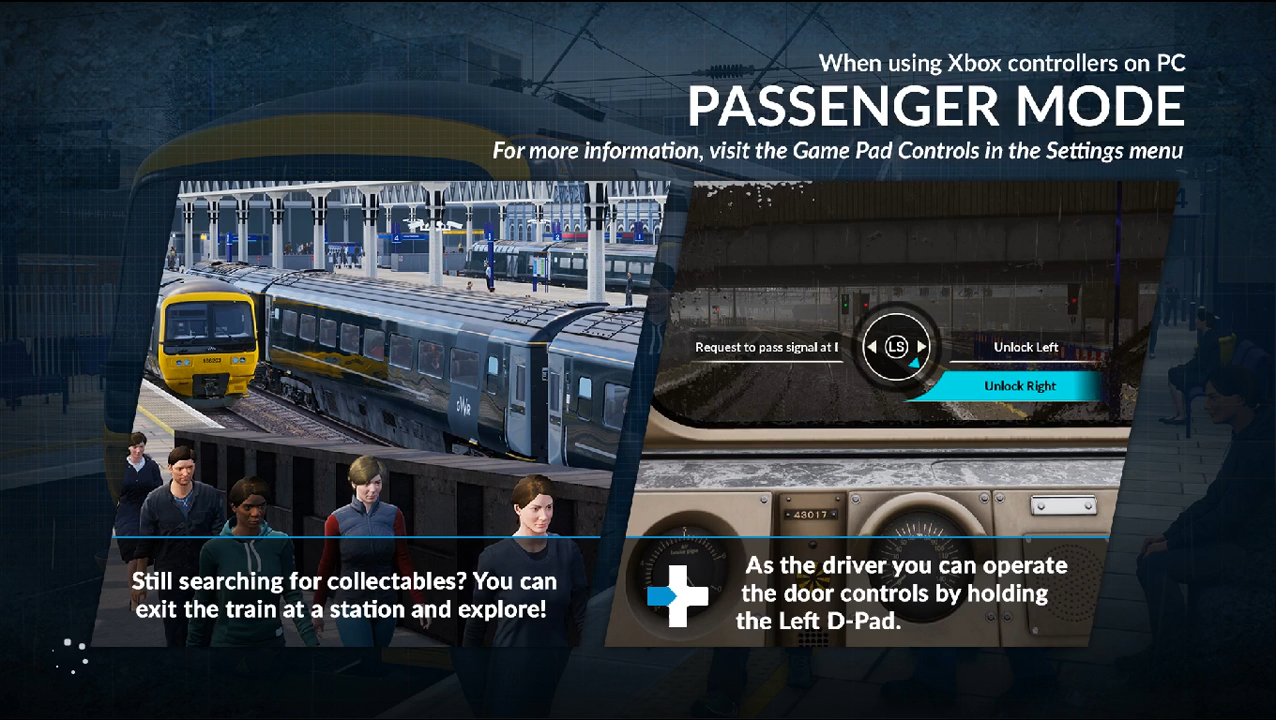 When using Xbox controllers on PC
PASSENGER MODE
For more information, visit the Game Pad Controls in the Settings menu
GWR
Request to pass signal at
LS
Unlock Left
Unlock Right
43017
Still searching for collectables? You can
exit the train at a station and explore!
As the driver you can operate
the door controls by holding
the Left D-Pad.